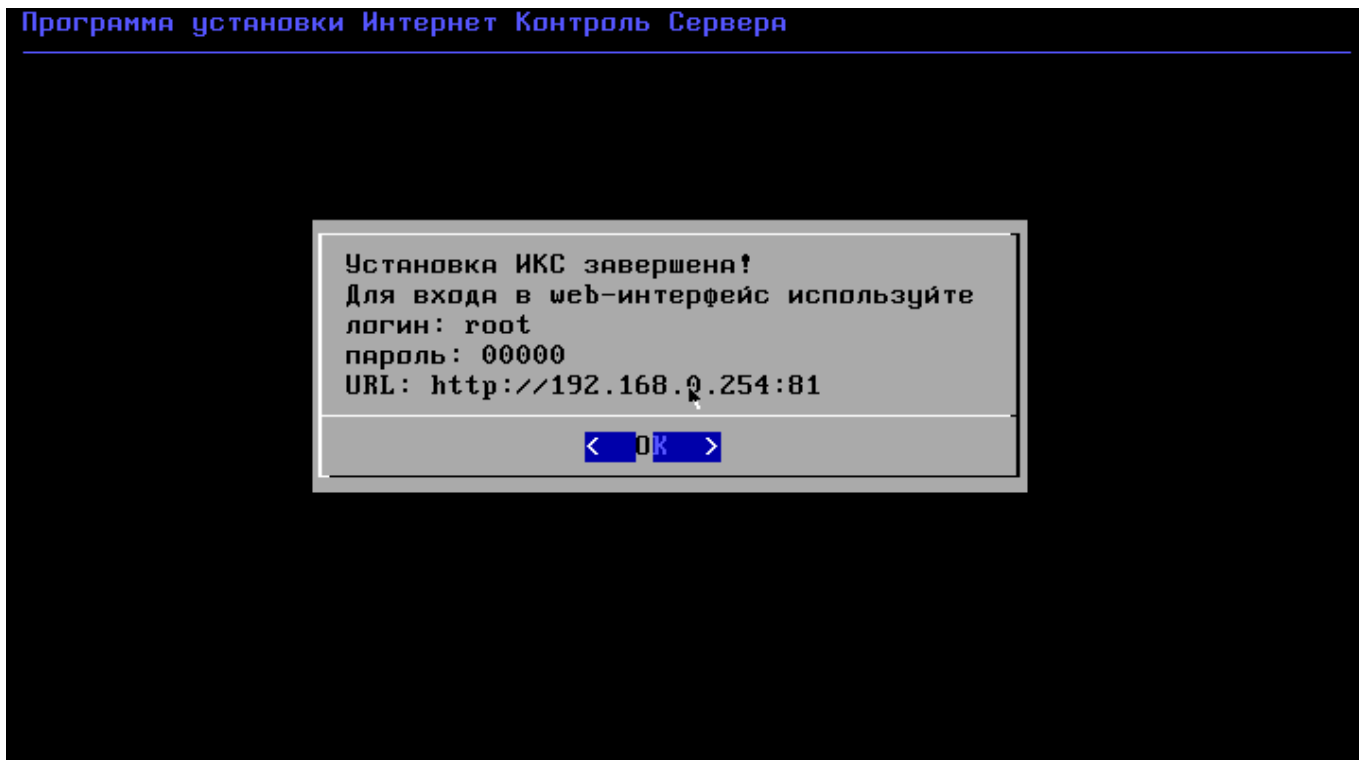 Программа установки Интернет Контроль Сервера
Установка ИКС завершена!
Для входа в web-интерфейс используйте
логин: root
пароль: 00000
URL: http://192.168.0.254:81
< OK >